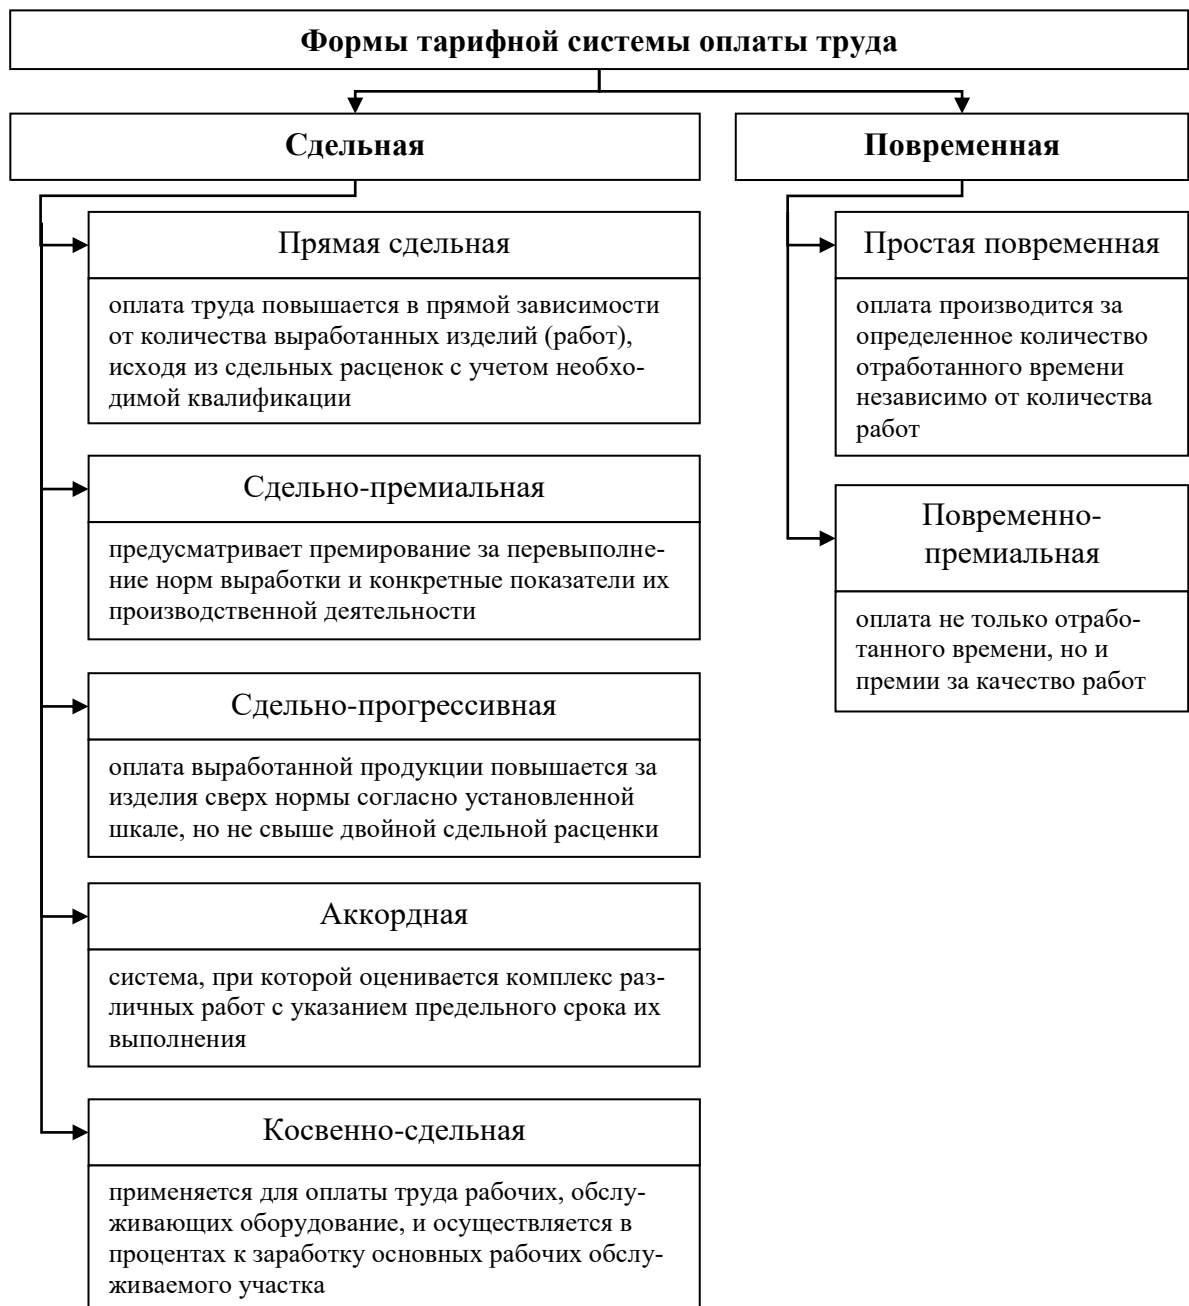 Формы тарифной системы оплаты труда
Сдельная
Прямая сдельная
оплата труда повышается в прямой зависимости
от количества выработанных изделий (работ),
исходя из сдельных расценок с учетом необхо-
димой квалификации
Сдельно-премиальная
предусматривает премирование за перевыполне-
ние норм выработки и конкретные показатели их
производственной деятельности
Сдельно-прогрессивная
оплата выработанной продукции повышается за
изделия сверх нормы согласно установленной
шкале, но не свыше двойной сдельной расценки
Аккордная
система, при которой оценивается комплекс раз-
личных работ с указанием предельного срока их
выполнения
Косвенно-сдельная
применяется для оплаты труда рабочих, обслу-
живающих оборудование, и осуществляется в
процентах к заработку основных рабочих обслу-
живаемого участка
Повременная
Простая повременная
оплата производится за
определенное количество
отработанного времени
независимо от количества
работ
Повременно-
премиальная
оплата не только отрабо-
танного времени, но и
премии за качество работ